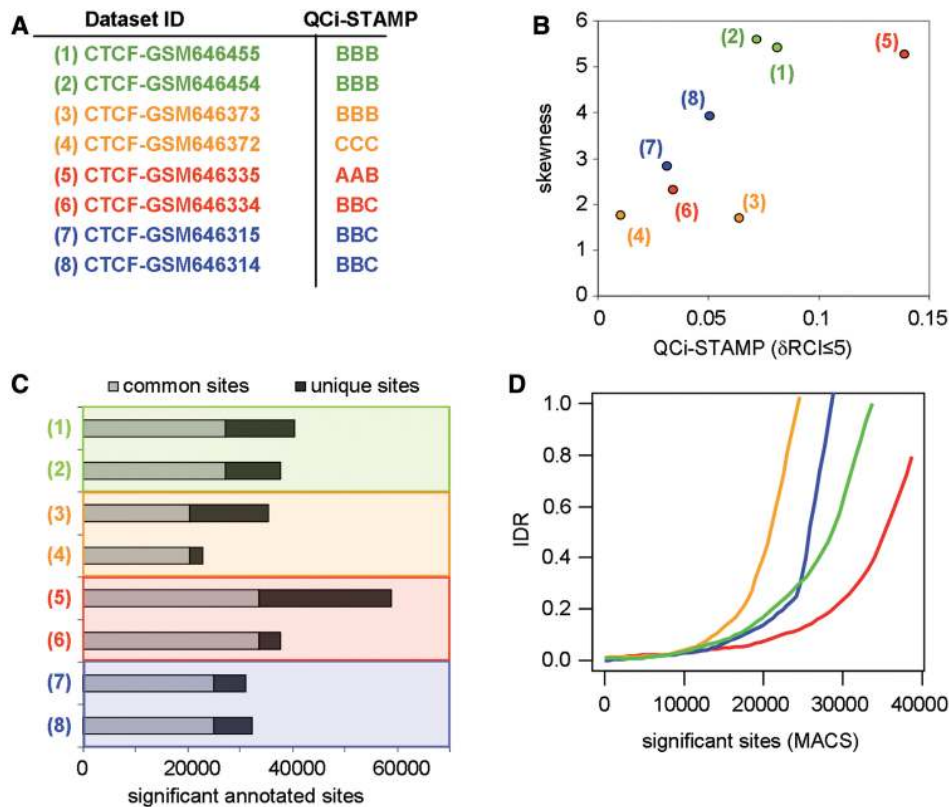 A
Dataset ID QCi-STAMP
(1) CTCF-GSM646455 BBB
(2) CTCF-GSM646454 BBB
(3) CTCF-GSM646373 BBB
(4) CTCF-GSM646372 CCC
(5) CTCF-GSM646335 AAB
(6) CTCF-GSM646334 BBC
(7) CTCF-GSM646315 BBC
(8) CTCF-GSM646314 BBC
B
skewness
6
5
4
3
2
1
0
(2)
(1)
(5)
(8)
(7)
(6)
(3)
(4)
0 0.05 0.1 0.15
QCi-STAMP (δRCI≤5)
C
common sites unique sites
(1)
(2)
(3)
(4)
(5)
(6)
(7)
(8)
0 20000 40000 60000
significant annotated sites
D
IDR
1.0
0.8
0.6
0.4
0.2
0.0
0 10000 20000 30000 40000
significant sites (MACS)